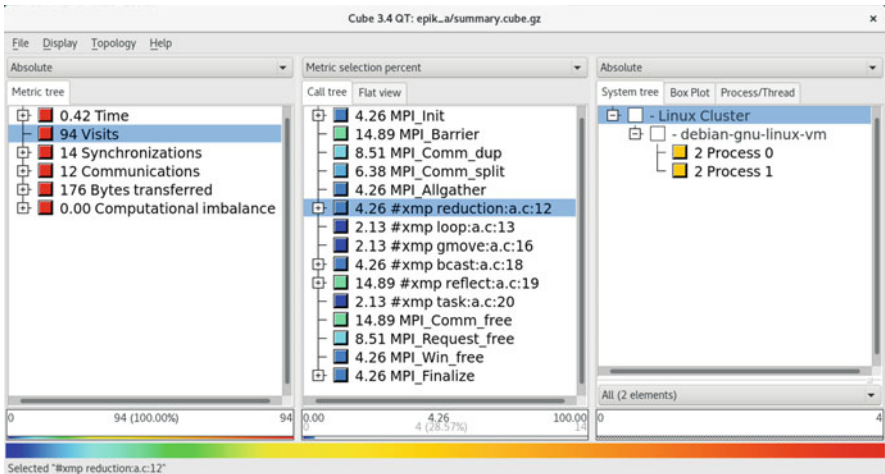 Cube 3.4 QT: epik_a/summary.cube.gz
File Display Topology Help
Absolute
Metric tree
0.42 Time
94 Visits
14 Synchronizations
12 Communications
176 Bytes transferred
0.00 Computational imbalance
0 94 (100.00%) 94
Metric selection percent
Call tree Flat view
4.26 MPI_Init
14.89 MPI_Barrier
8.51 MPI_Comm_dup
6.38 MPI_Comm_split
4.26 MPI_Allgather
4.26 #xmp reduction:a.c:12
2.13 #xmp loop:a.c:13
2.13 #xmp gmove:a.c:16
4.26 #xmp bcast:a.c:18
14.89 #xmp reflect:a.c:19
2.13 #xmp task:a.c:20
14.89 MPI_Comm_free
8.51 MPI_Request_free
4.26 MPI_Win_free
4.26 MPI_Finalize
0.00 4.26 100.00
0 4 (28.57%) 14
Absolute
System tree Box Plot Process/Thread
- Linux Cluster
- debian-gnu-linux-vm
2 Process 0
2 Process 1
All (2 elements)
0 4
Selected "#xmp reduction:a.c:12"